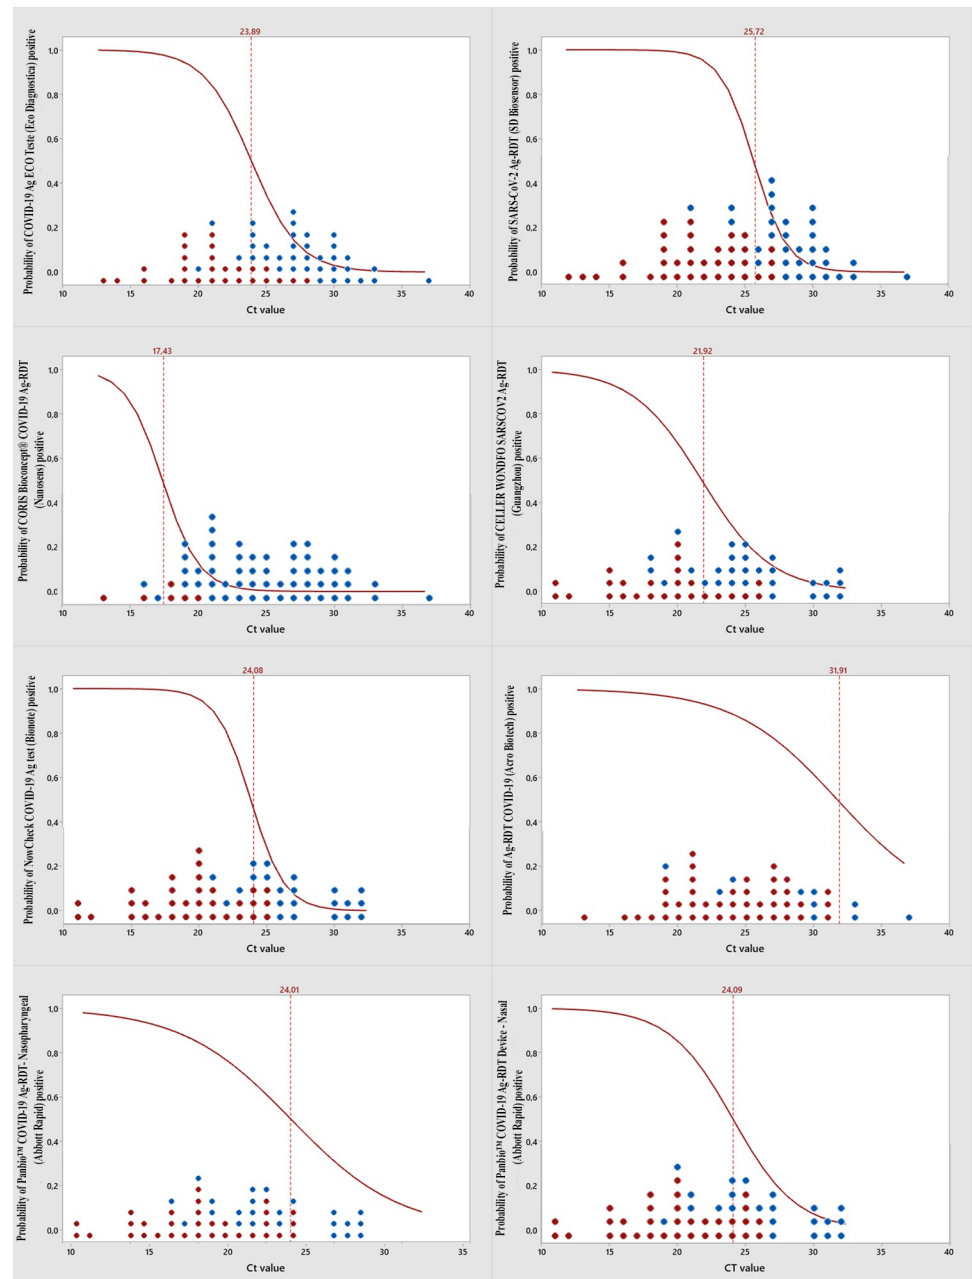 23,89
Probability of COVID-19 Ag ECO Teste (Eco Diagnostica) positive
1,0
0,8
0,6
0,4
0,2
0,0
10 15 20 25 30 35 40
Ct value
25,72
Probability of SARS-CoV-2 Ag-RDT (SD Biosensor) positive
1,0
0,8
0,6
0,4
0,2
0,0
10 15 20 25 30 35 40
Ct value
17,43
Probability of CORIS Bioconcept® COVID-19 Ag-RDT
(Nanosens) positive
1,0
0,8
0,6
0,4
0,2
0,0
10 15 20 25 30 35 40
Ct value
21,92
Probability of CELLER WONDFO SARSCOV2 Ag-RDT
(Guangzhou) positive
1,0
0,8
0,6
0,4
0,2
0,0
10 15 20 25 30 35 40
Ct value
24,08
Probability of NowCheck COVID-19 Ag test (Bionote) positive
1,0
0,8
0,6
0,4
0,2
0,0
10 15 20 25 30 35 40
Ct value
31,91
Probability of Ag-RDT COVID-19 (Acro Biotech) positive
1,0
0,8
0,6
0,4
0,2
0,0
10 15 20 25 30 35 40
Ct value
24,01
Probability of Panbio™ COVID-19 Ag-RDT- Nasopharyngeal
(Abbott Rapid) positive
1,0
0,8
0,6
0,4
0,2
0,0
10 15 20 25 30 35
Ct value
24,09
Probability of Panbio™ COVID-19 Ag-RDT Device - Nasal
(Abbott Rapid) positive
1,0
0,8
0,6
0,4
0,2
0,0
10 15 20 25 30 35 40
CT value